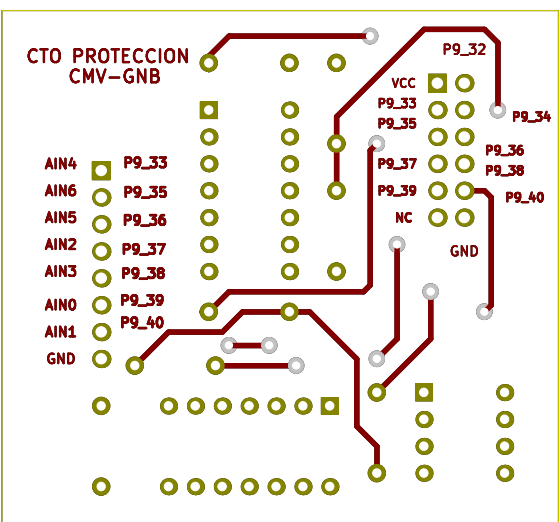 CTO PROTECCION
CMV-GNB
P9_32
VCC
P9_33
P9_34
P9_35
P9_36
P9_37
P9_38
P9_39
P9_40
NC
GND
AIN4 P9_33
AIN6 P9_35
AIN5 P9_36
AIN2 P9_37
AIN3 P9_38
AIN0 P9_39
AIN1 P9_40
GND